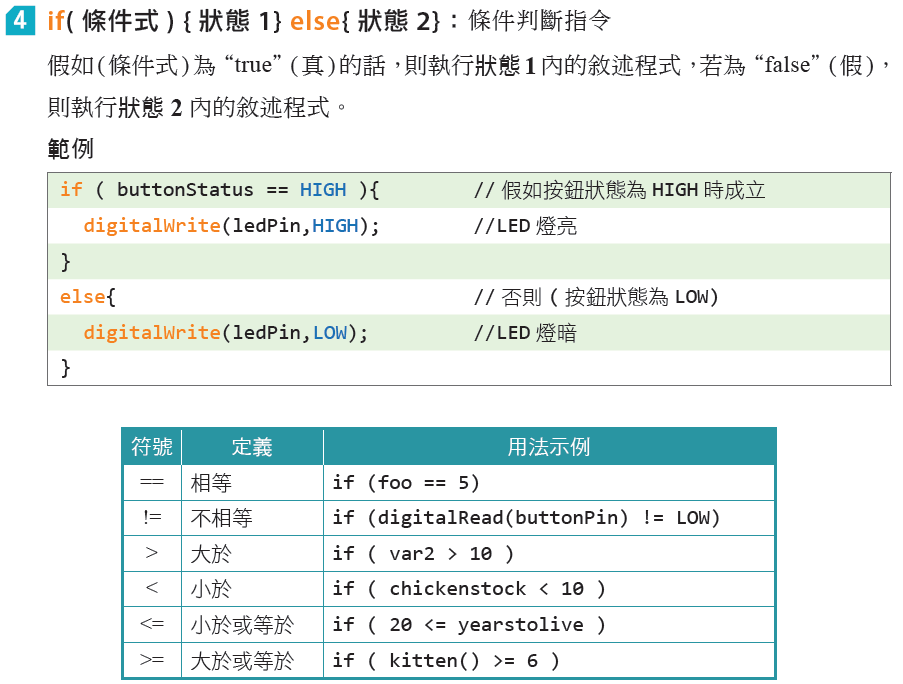 4 if( 條件式 ) { 狀態 1} else{ 狀態 2}：條件判斷指令
假如(條件式)為 “true” (真)的話，則執行狀態 1 內的敘述程式，若為 “false” (假)，
則執行狀態 2 內的敘述程式。
範例
if ( buttonStatus == HIGH ){ // 假如按鈕狀態為 HIGH 時成立
digitalWrite(ledPin,HIGH); //LED 燈亮
}
else{ // 否則 ( 按鈕狀態為 LOW)
digitalWrite(ledPin,LOW); //LED 燈暗
}
符號 定義 用法示例
== 相等 if (foo == 5)
!= 不相等 if (digitalRead(buttonPin) != LOW)
> 大於 if ( var2 > 10 )
< 小於 if ( chickenstock < 10 )
<= 小於或等於 if ( 20 <= yearstolive )
>= 大於或等於 if ( kitten() >= 6 )